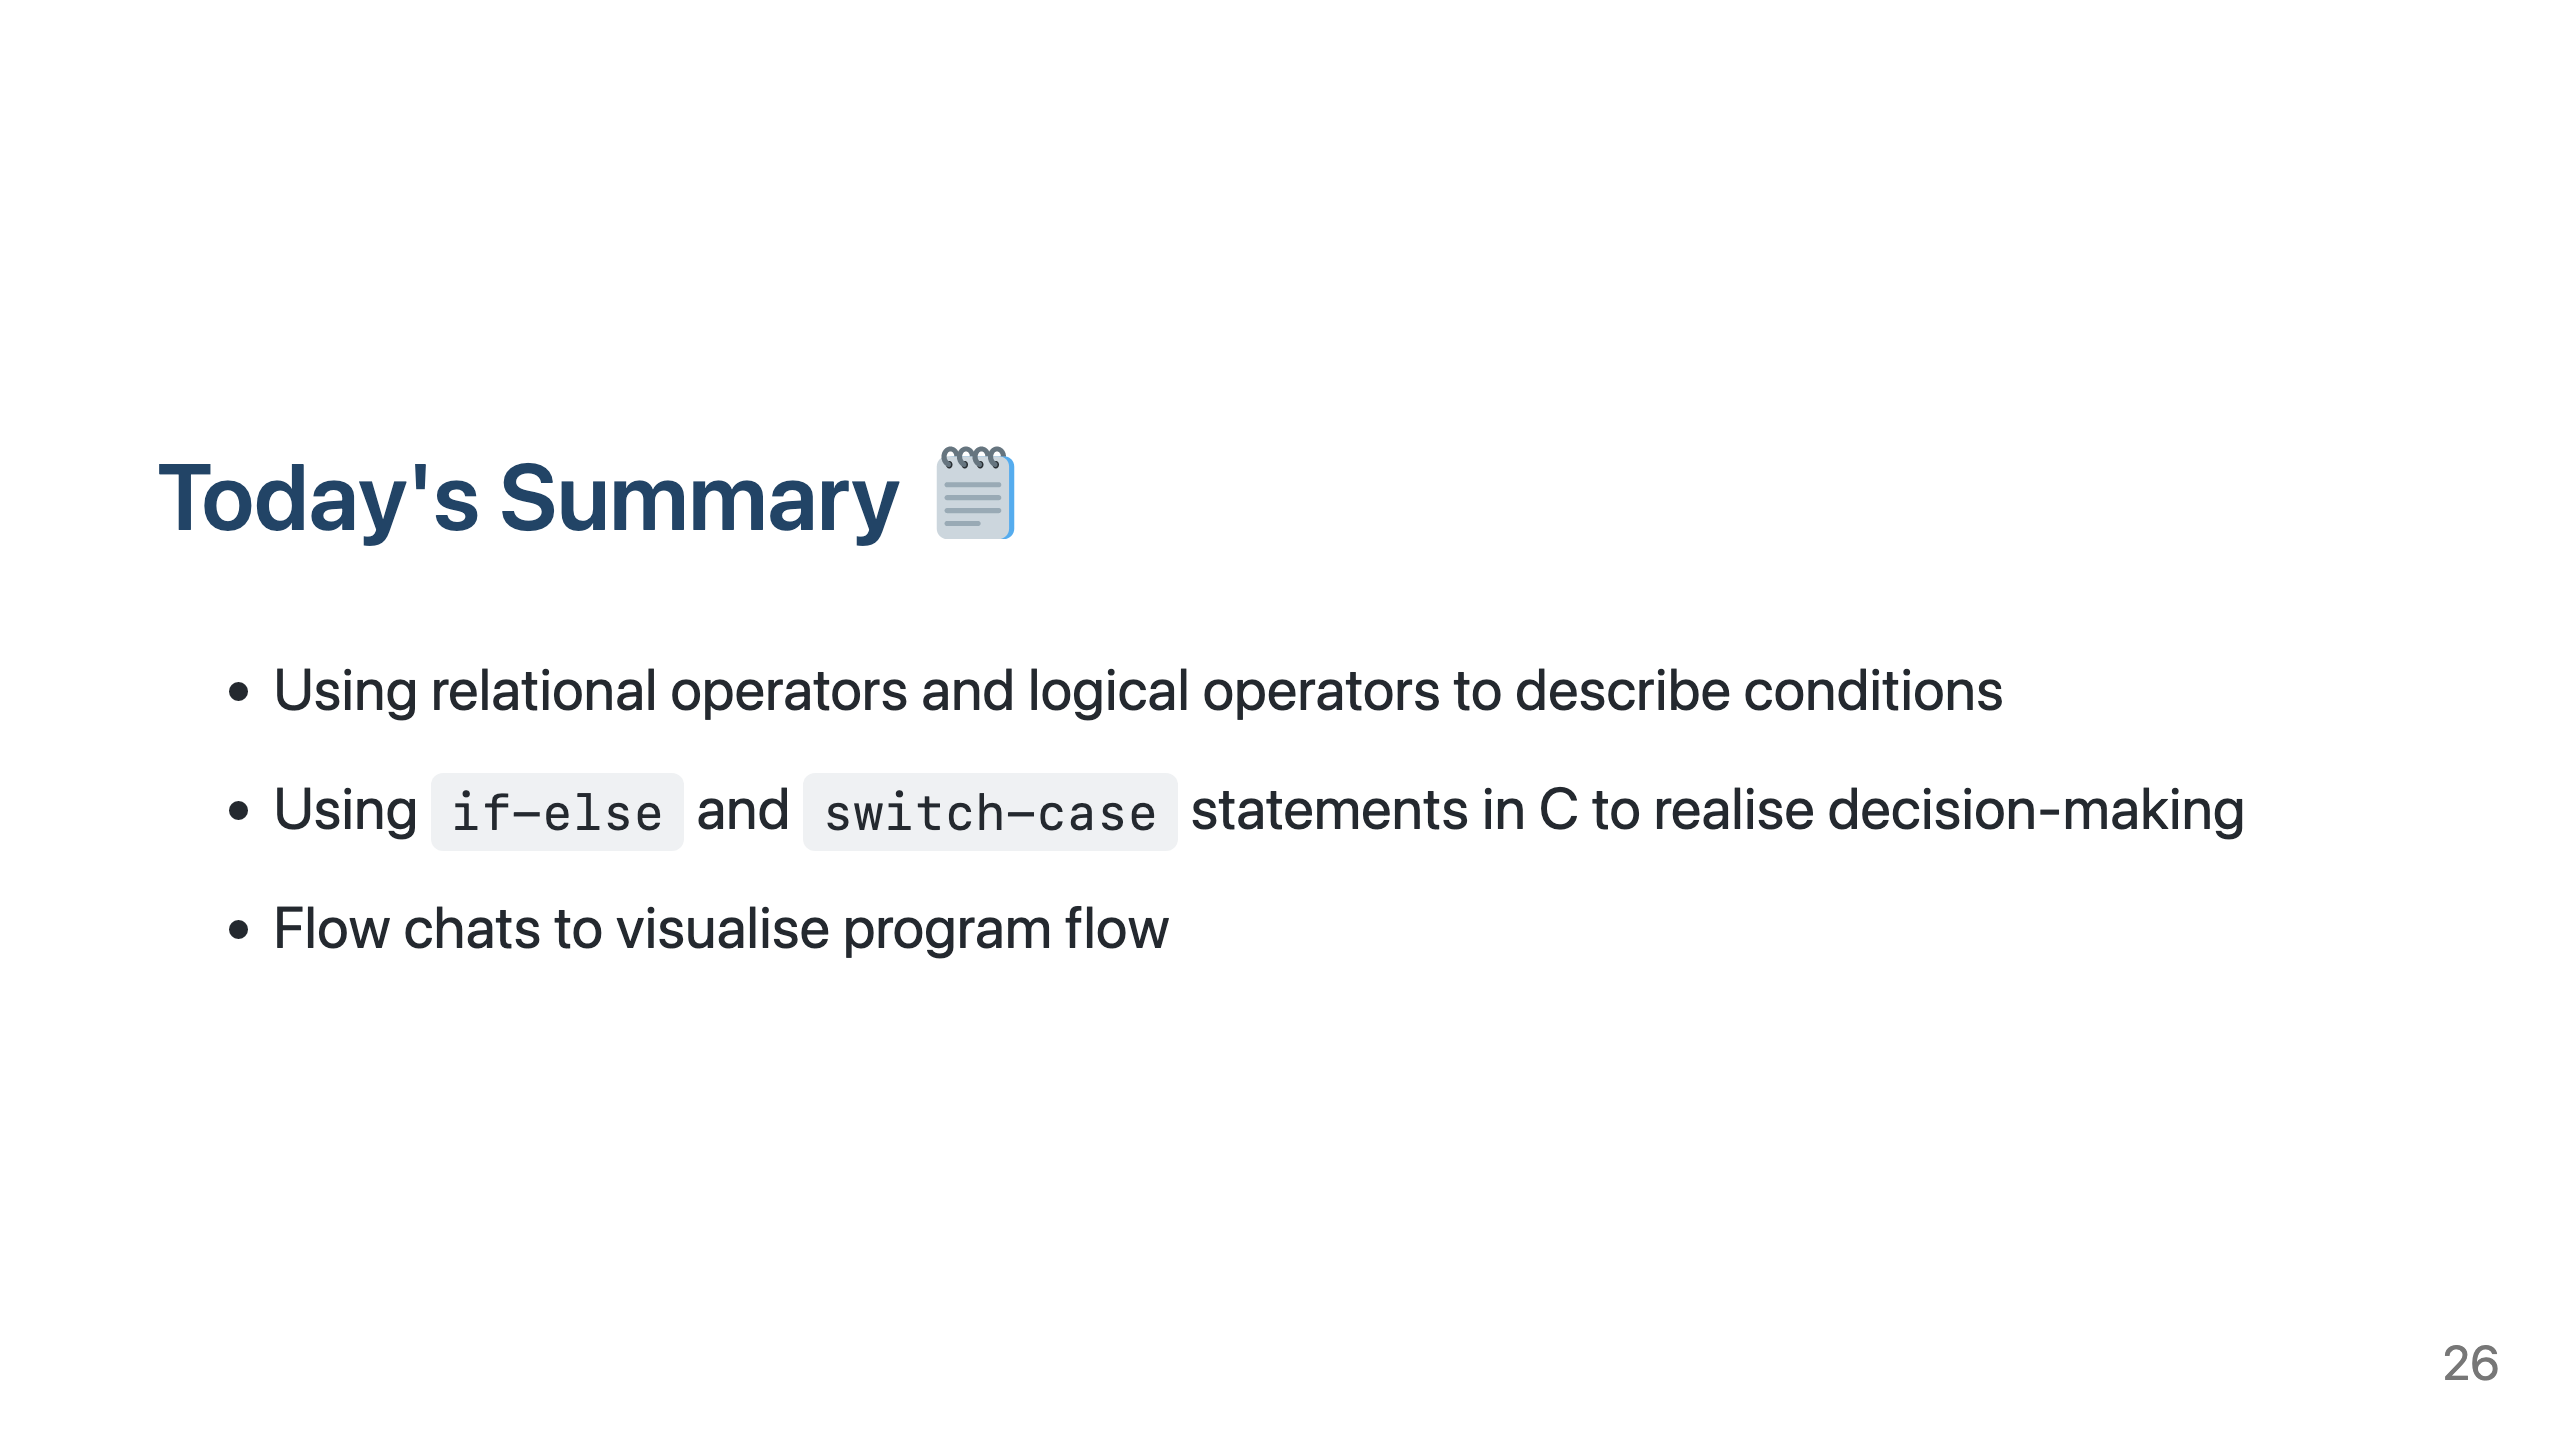 Today's Summary
• Using relational operators and logical operators to describe conditions
• Using if-else and switch-case statements in C to realise decision-making
• Flow chats to visualise program flow
26